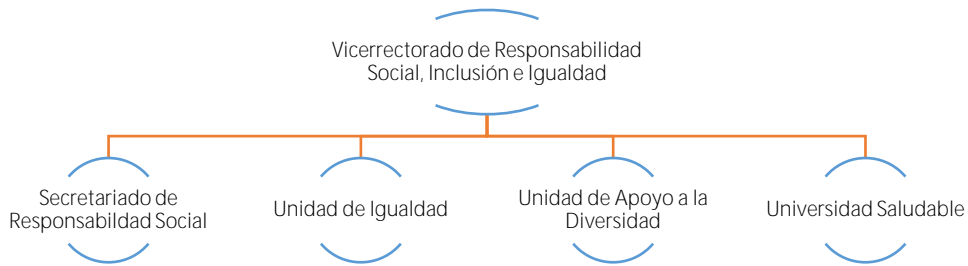 Vicerrectorado de Responsabilidad
Social, Inclusión e Igualdad
Secretariado de
Responsabildad Social
Unidad de Igualdad
Unidad de Apoyo a la
Diversidad
Universidad Saludable